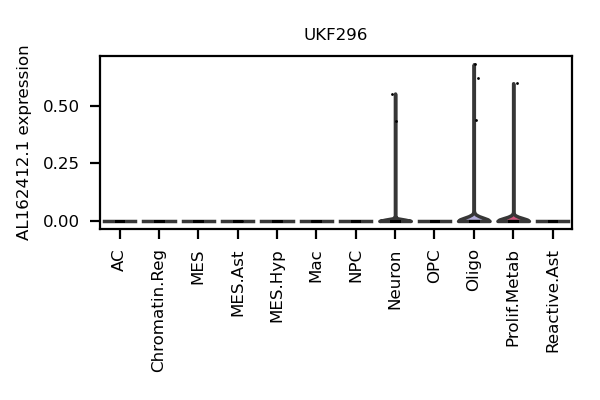 UKF296
AL162412.1 expression
0.50
0.25
0.00
AC
Chromatin.Reg
MES
MES.Ast
MES.Hyp
Mac
NPC
Neuron
OPC
Oligo
Prolif.Metab
Reactive.Ast